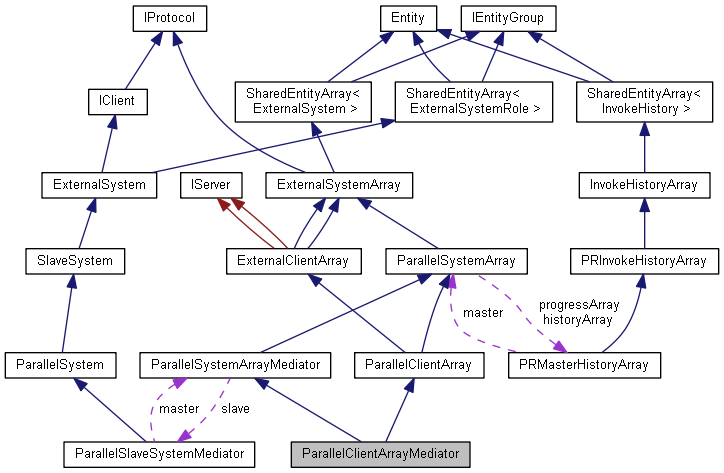 IProtocol
Entity
IEntityGroup
IClient
SharedEntityArray<
ExternalSystem >
SharedEntityArray<
ExternalSystemRole >
SharedEntityArray<
InvokeHistory >
ExternalSystem
IServer
ExternalSystemArray
InvokeHistoryArray
SlaveSystem
ExternalClientArray
ParallelSystemArray
PRInvokeHistoryArray
master
progressArray
historyArray
ParallelSystem
ParallelSystemArrayMediator
ParallelClientArray
PRMasterHistoryArray
master
slave
ParallelSlaveSystemMediator
ParallelClientArrayMediator